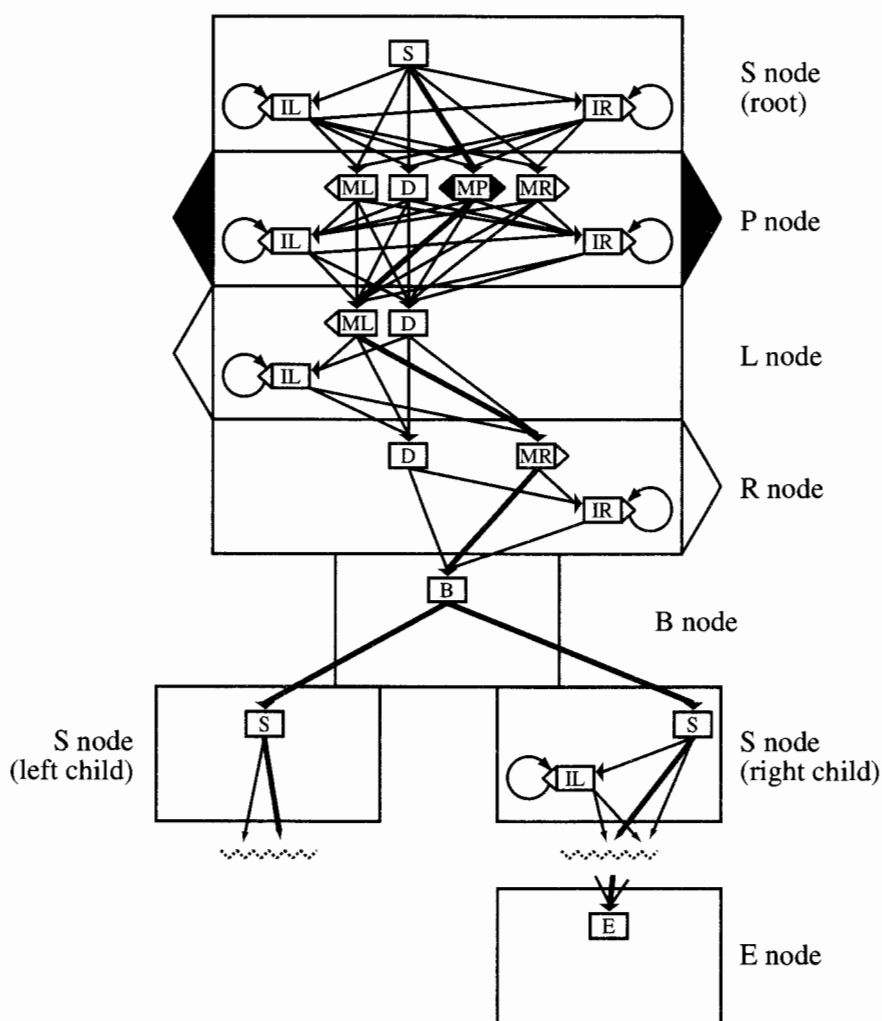 S
S node
(root)
IL IR
ML D MP MR
P node
IL IR
ML D
L node
IL
D MR
R node
IR
B
B node
S S
S node
(left child)
S node
(right child)
IL
E
E node